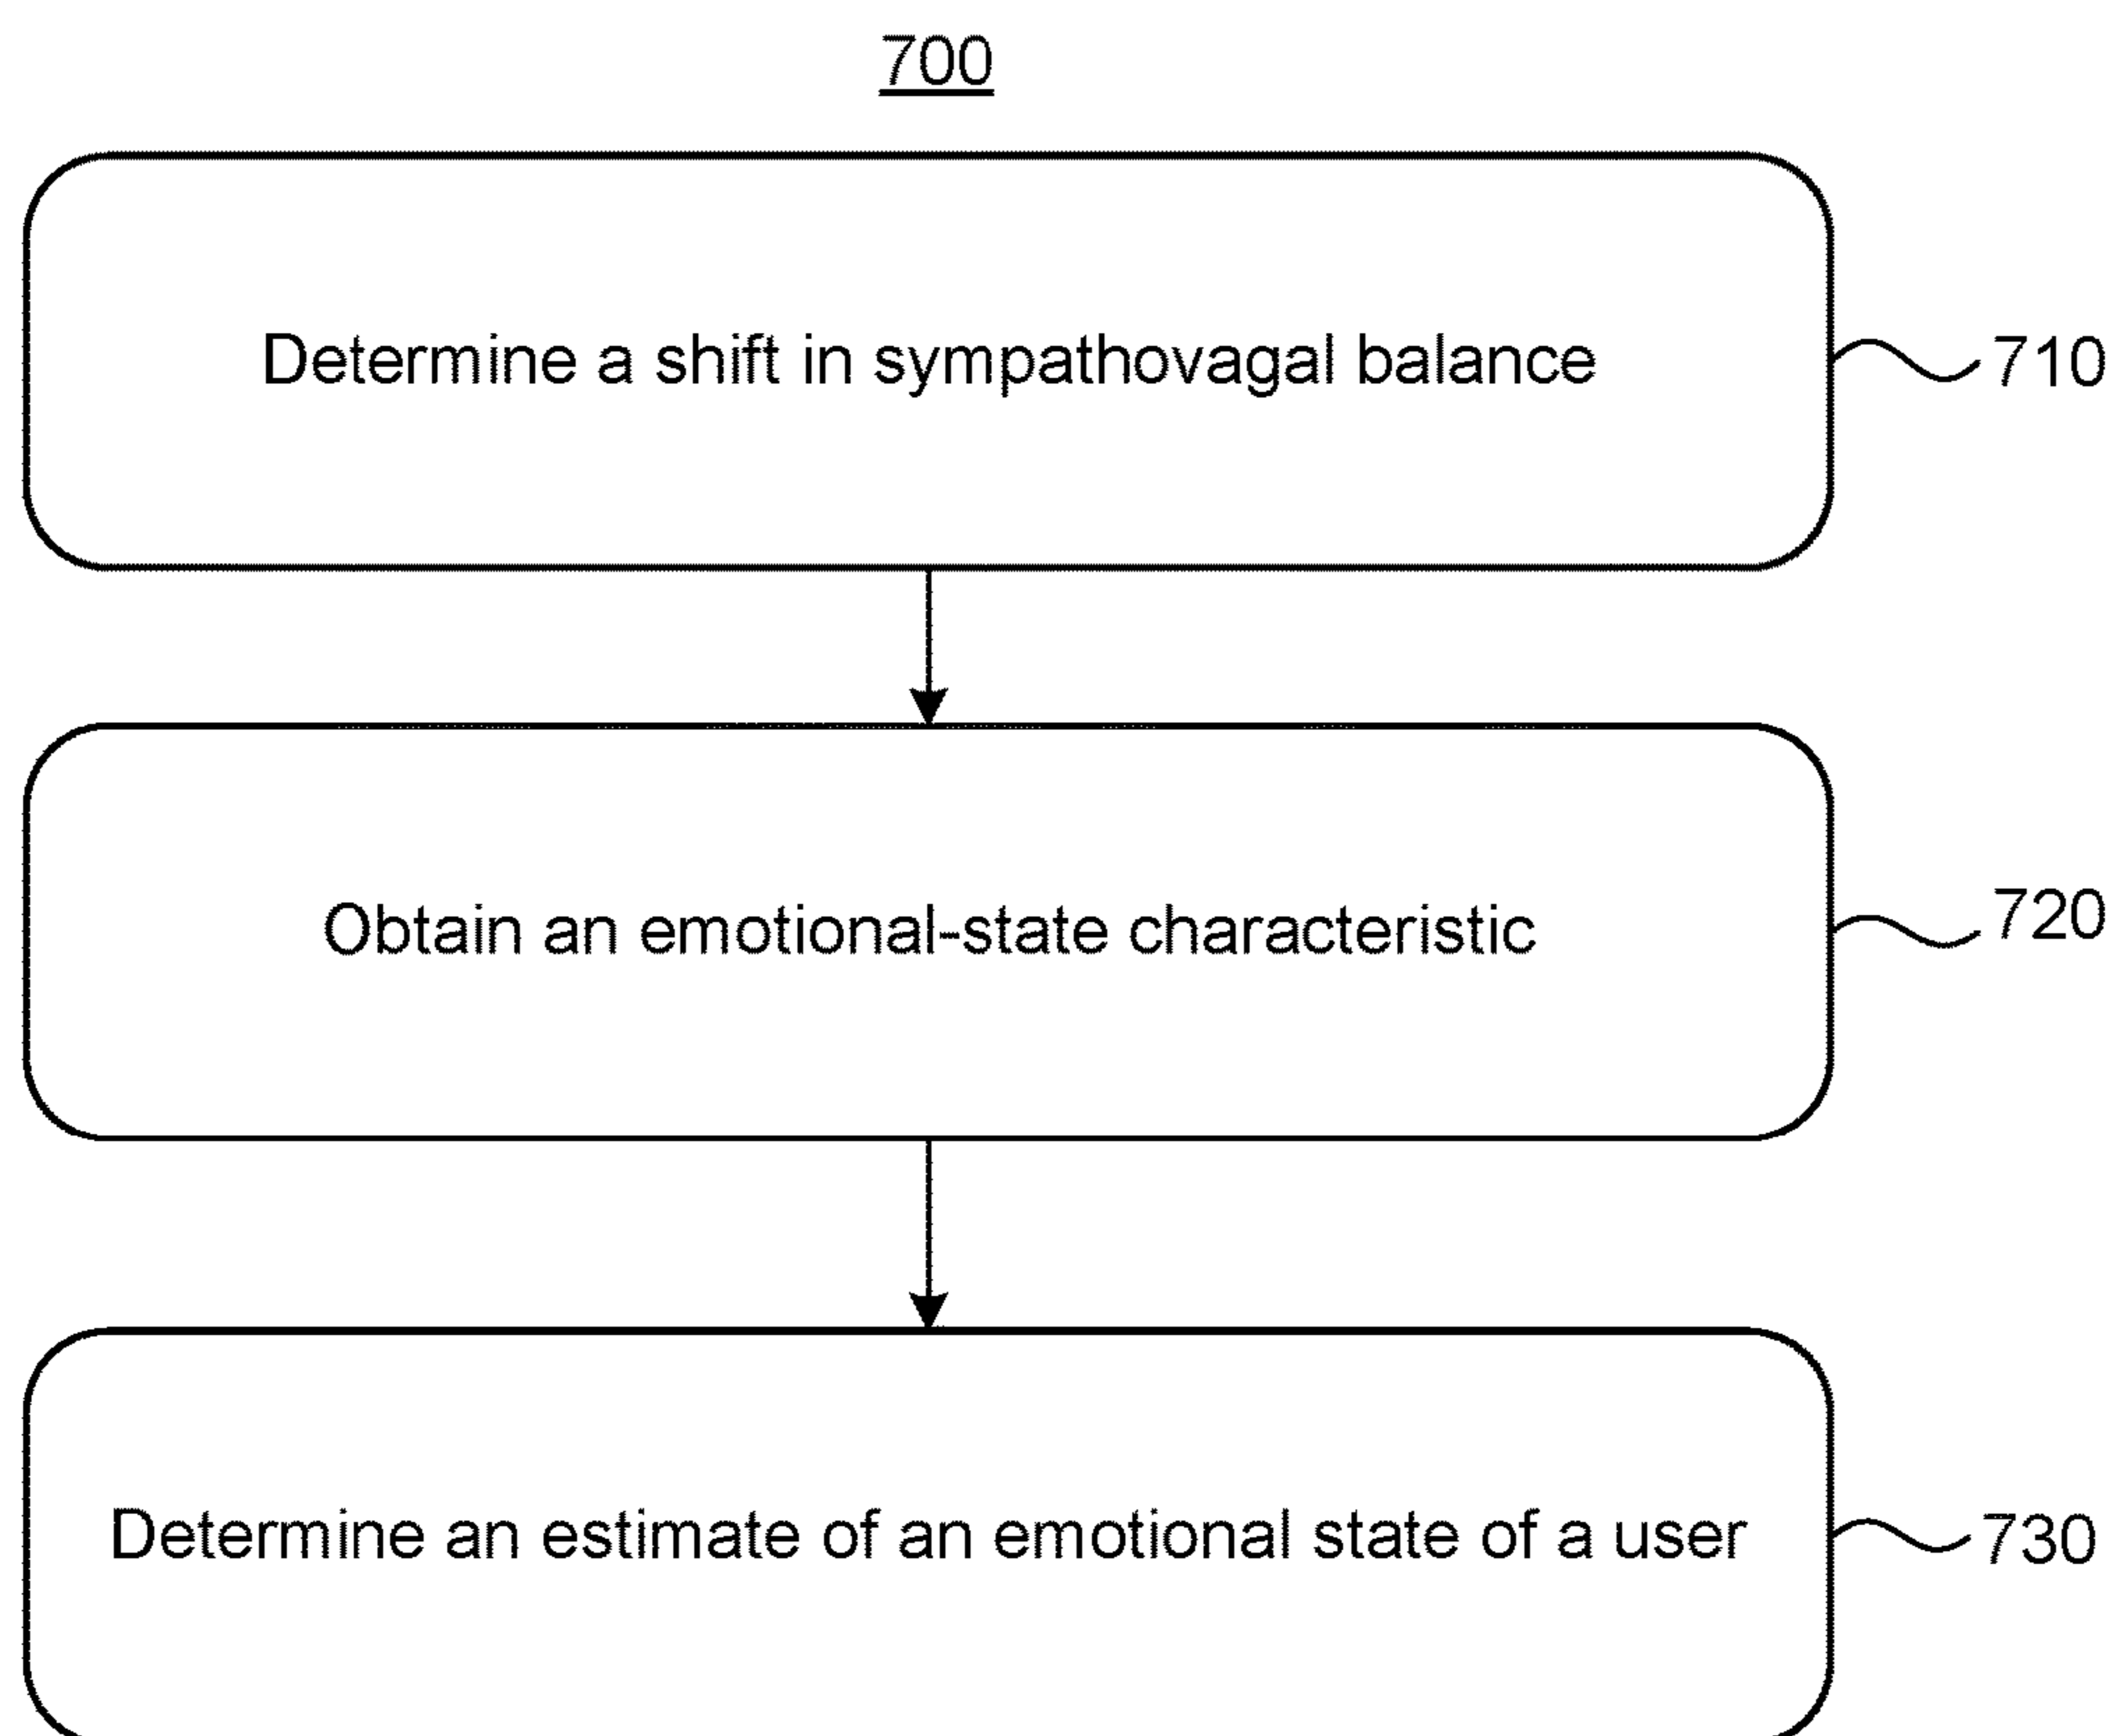 700
Determine a shift in sympathovagal balance
710
Obtain an emotional-state characteristic
720
Determine an estimate of an emotional state of a user
730